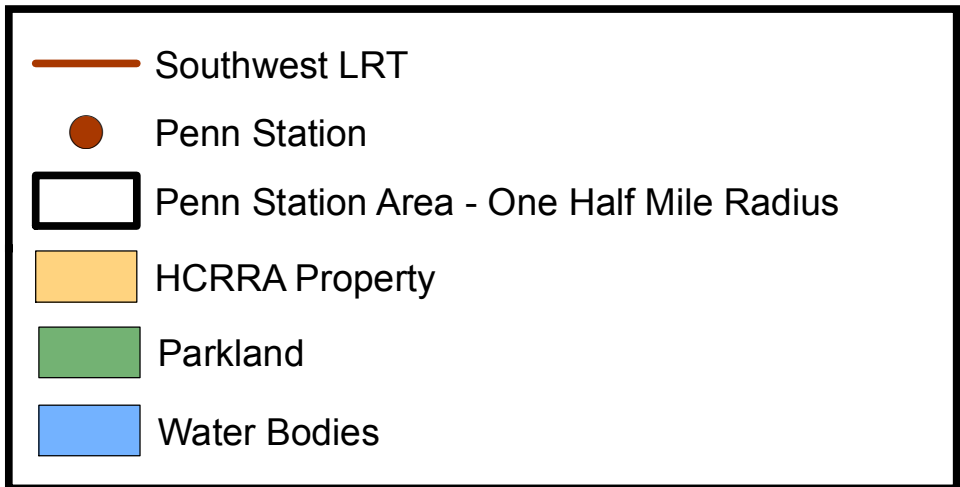 Southwest LRT
Penn Station
Penn Station Area - One Half Mile Radius
HCRRA Property
Parkland
Water Bodies